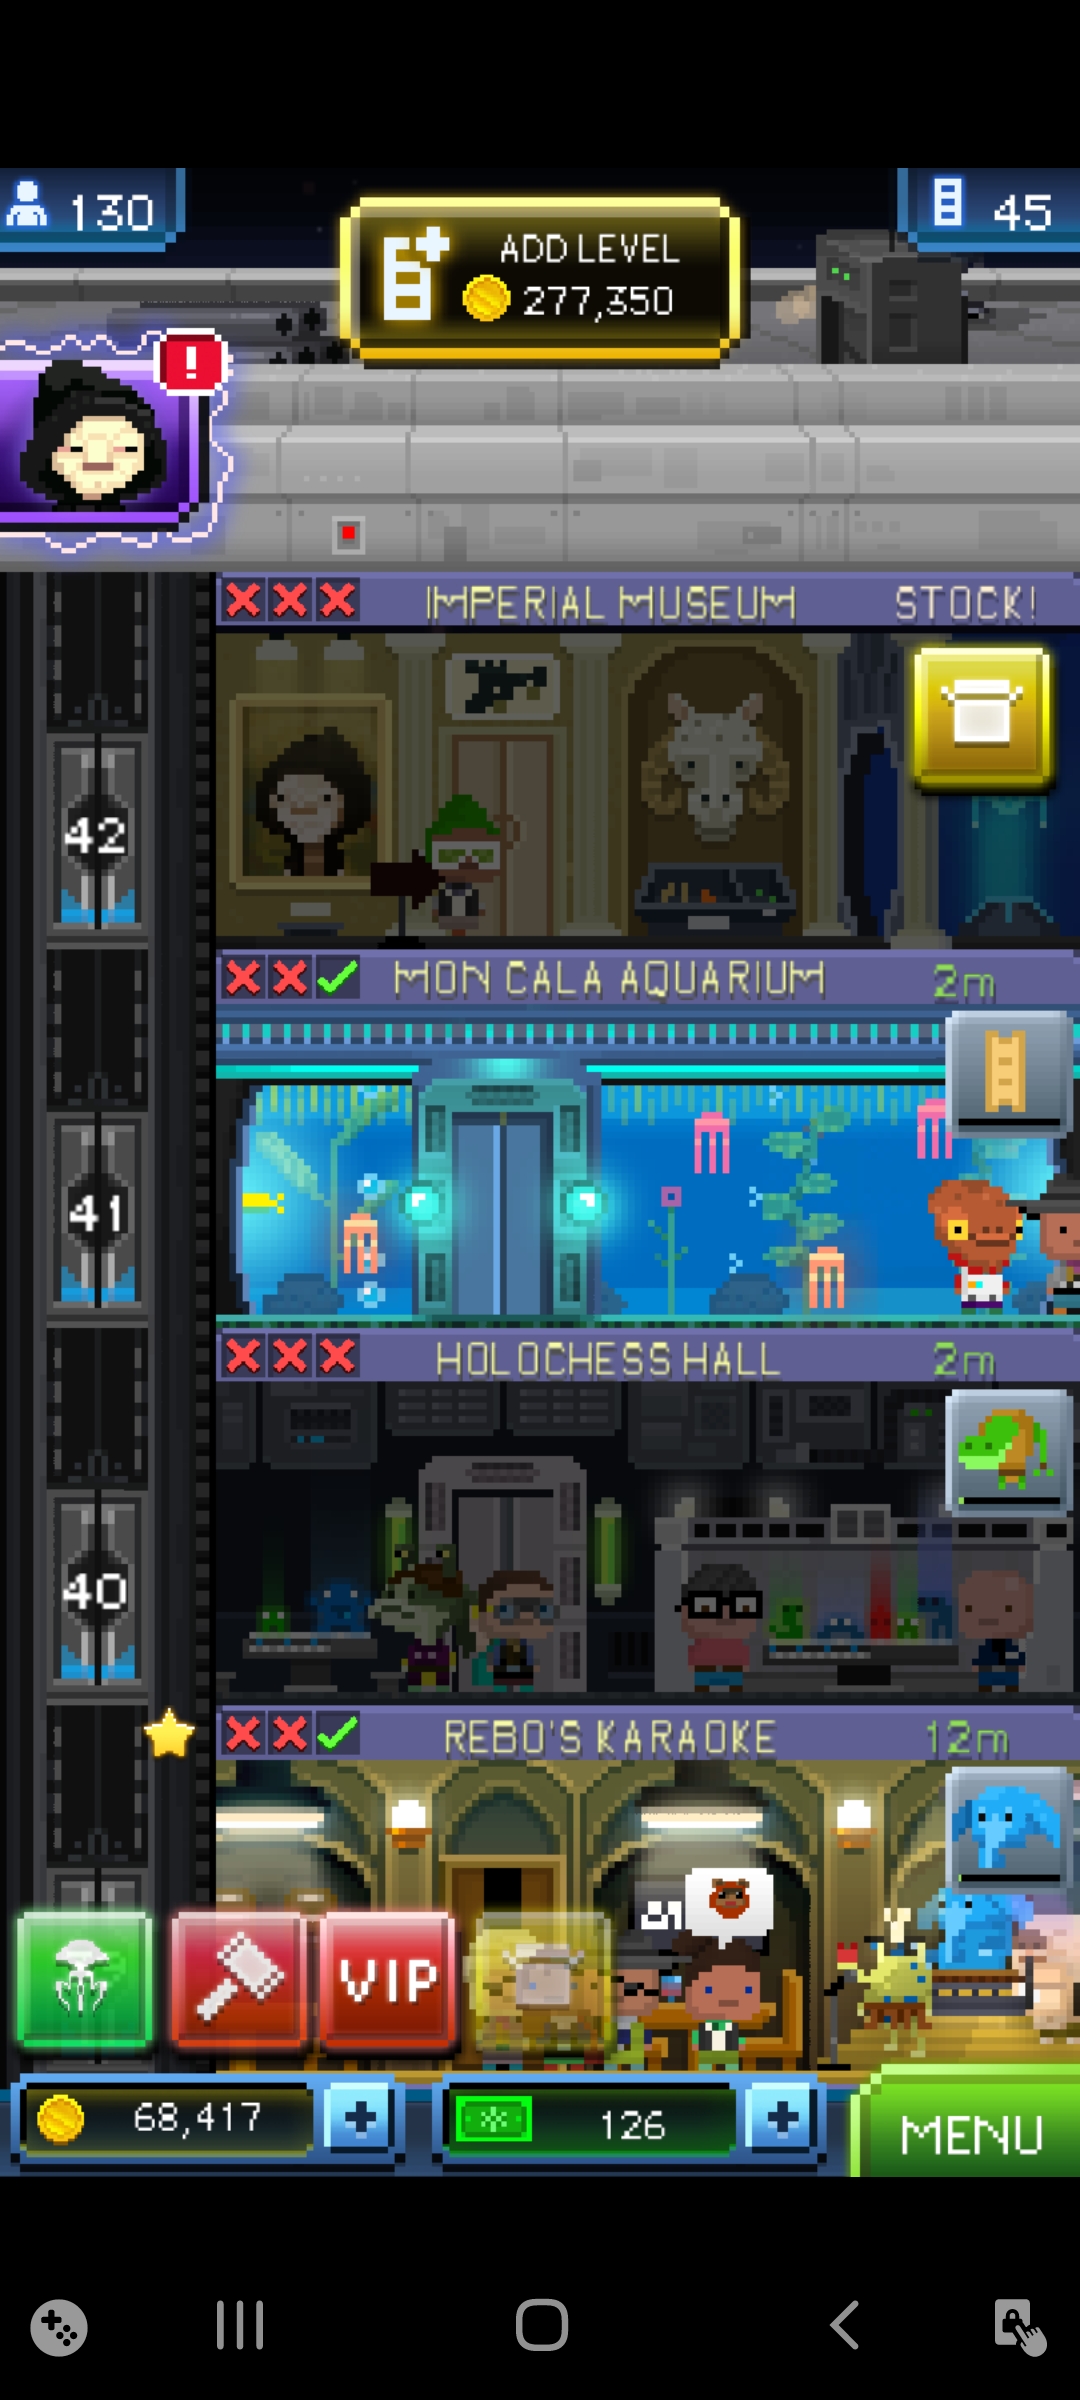 130
ADD LEVEL
277,350
45
!
IMPERIAL MUSEUM STOCK!
42
MON CALA AQUARIUM 2m
41
HOLOCHESS HALL 2m
40
REBO'S KARAOKE 12m
VIP
68,417
126
MENU